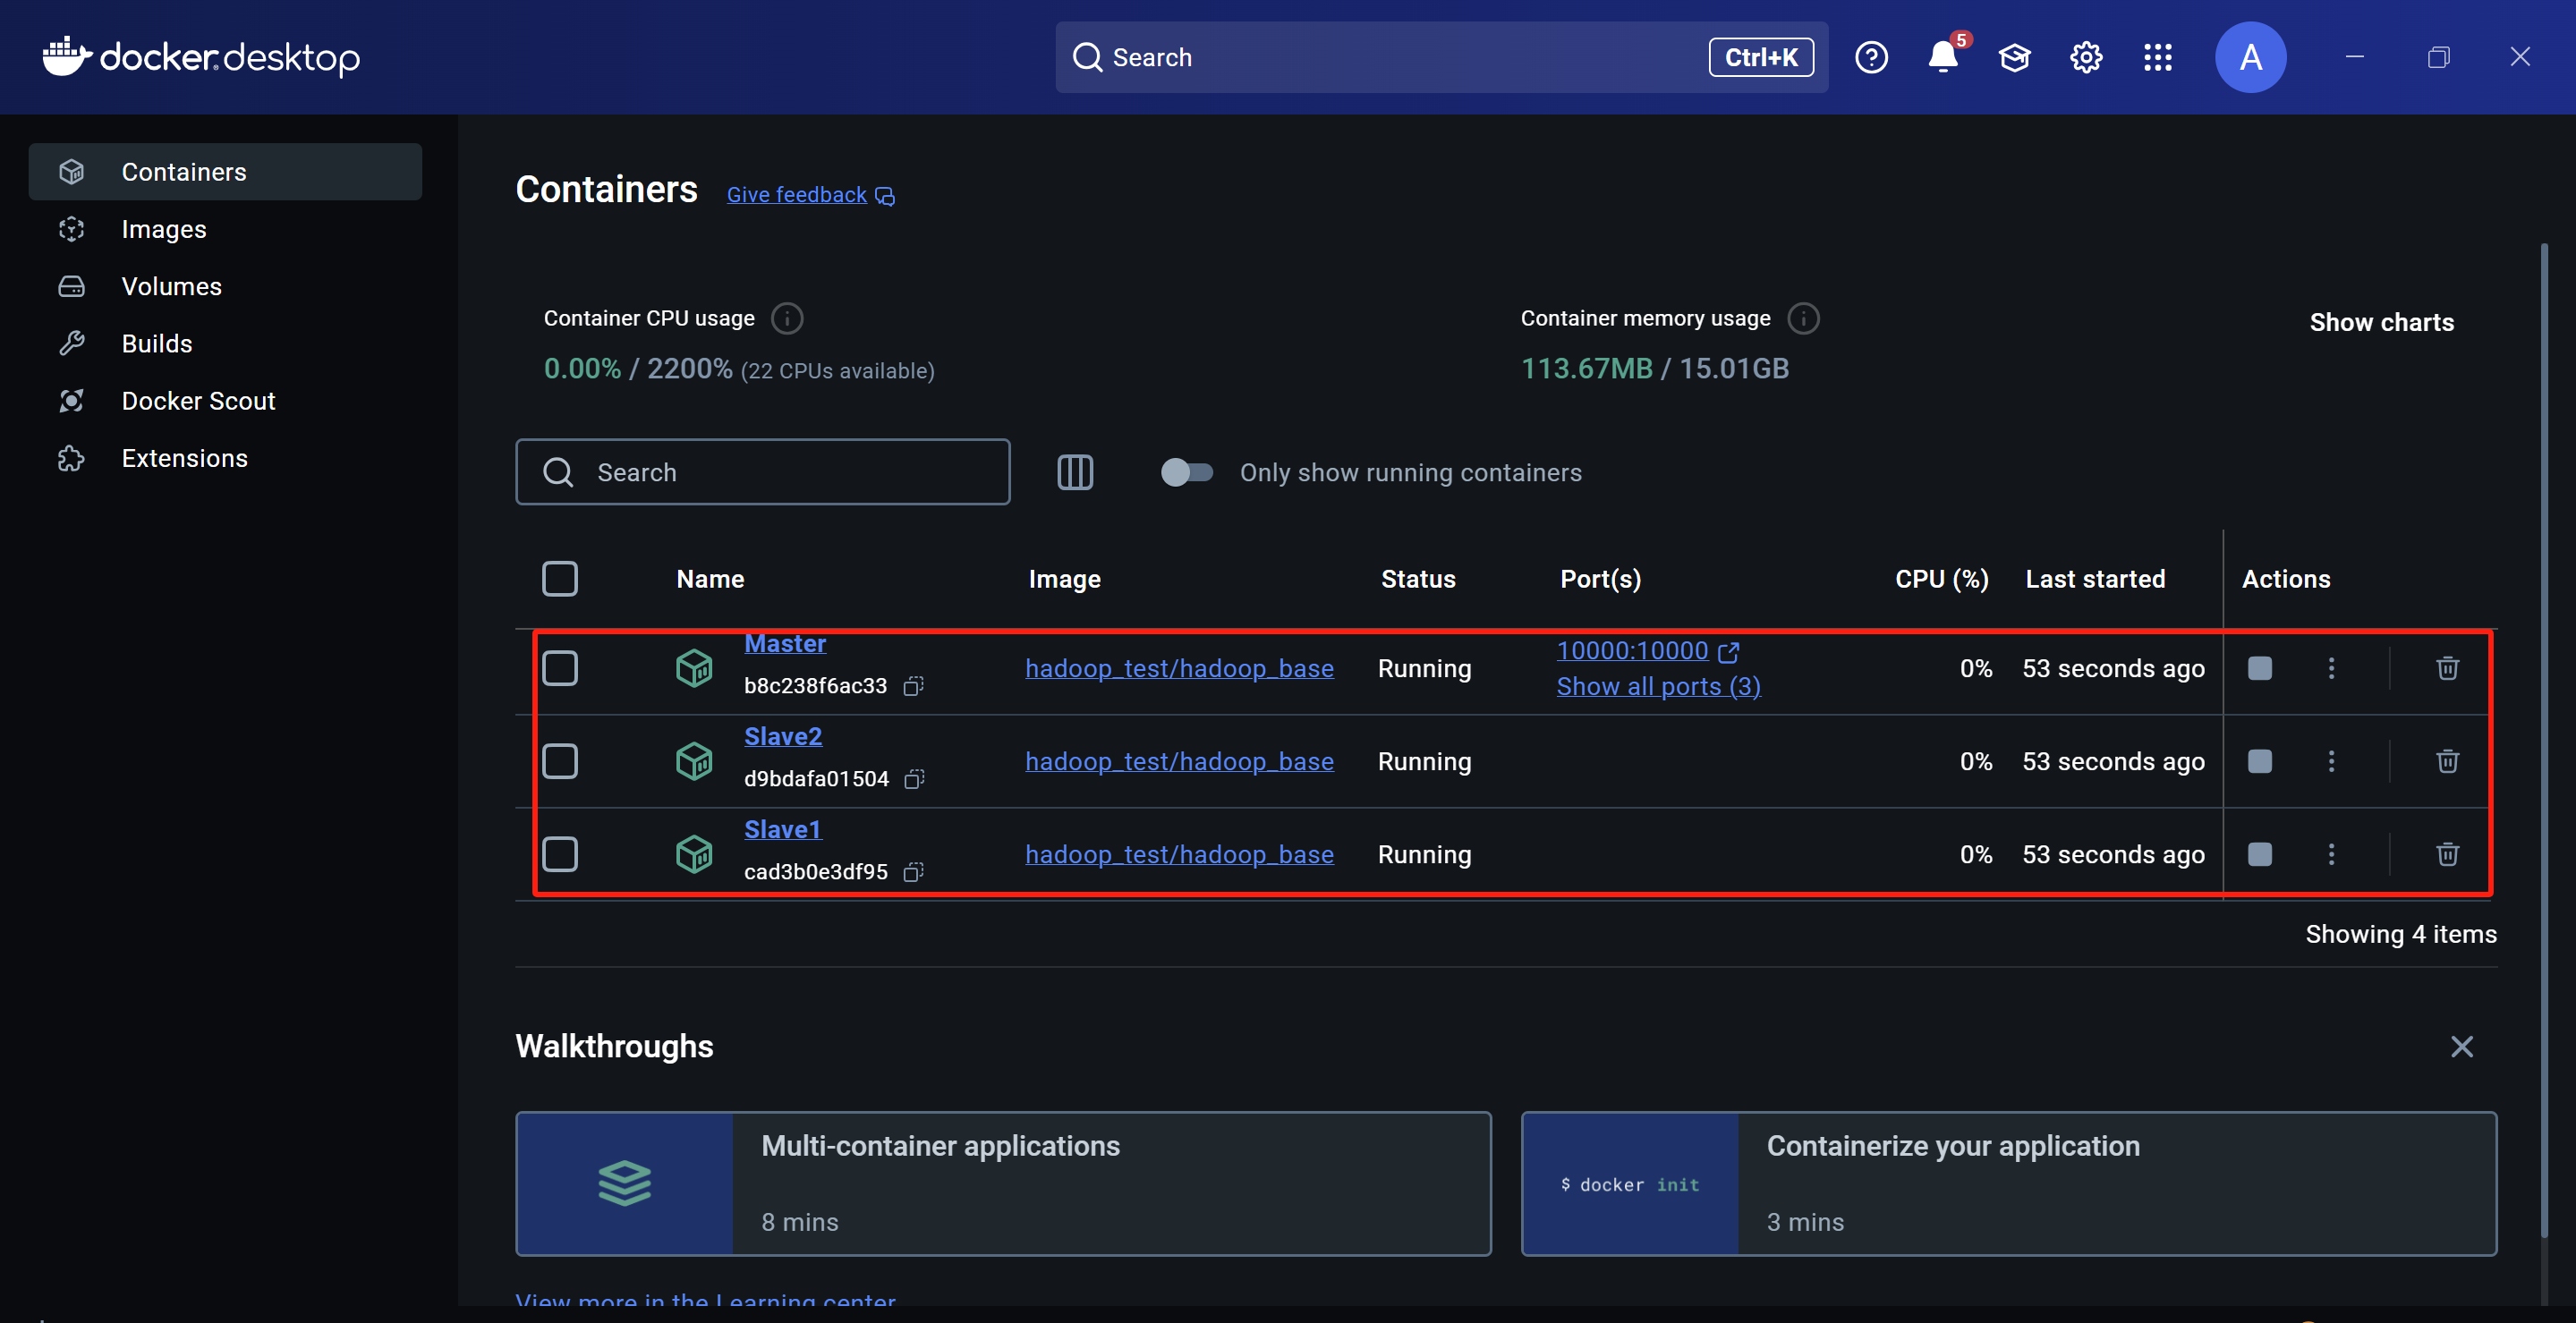 docker.desktop
Search
Ctrl+K
5
A
Containers
Images
Volumes
Builds
Docker Scout
Extensions
Containers
Give feedback
Container CPU usage
0.00% / 2200% (22 CPUs available)
Container memory usage
113.67MB / 15.01GB
Show charts
Search
Only show running containers
Name Image Status Port(s) CPU (%) Last started Actions
Master
b8c238f6ac33
hadoop_test/hadoop_base
Running
10000:10000
Show all ports (3)
0%
53 seconds ago
Slave2
d9bdafa01504
hadoop_test/hadoop_base
Running
0%
53 seconds ago
Slave1
cad3b0e3df95
hadoop_test/hadoop_base
Running
0%
53 seconds ago
Showing 4 items
Walkthroughs
Multi-container applications
8 mins
$ docker init
Containerize your application
3 mins
View more in the Learning center